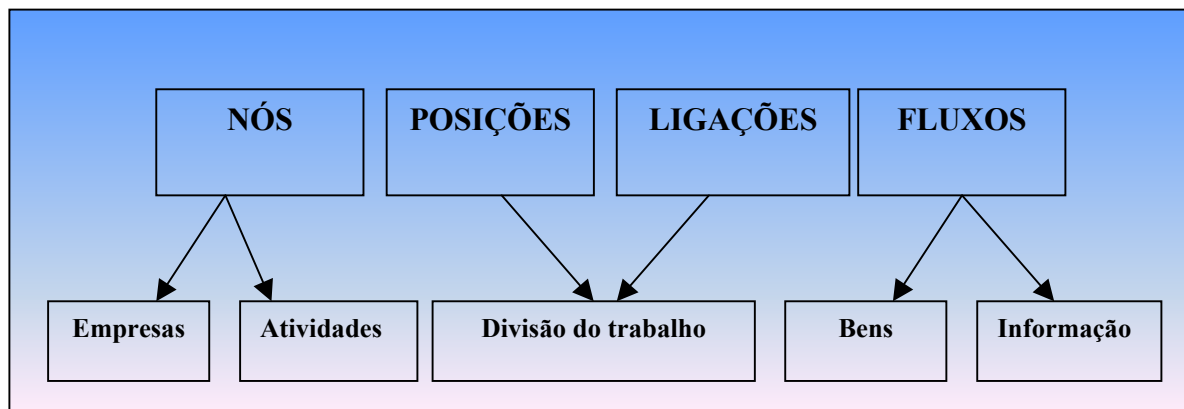 NÓS
POSIÇÕES
LIGAÇÕES
FLUXOS
Empresas
Atividades
Divisão do trabalho
Bens
Informação